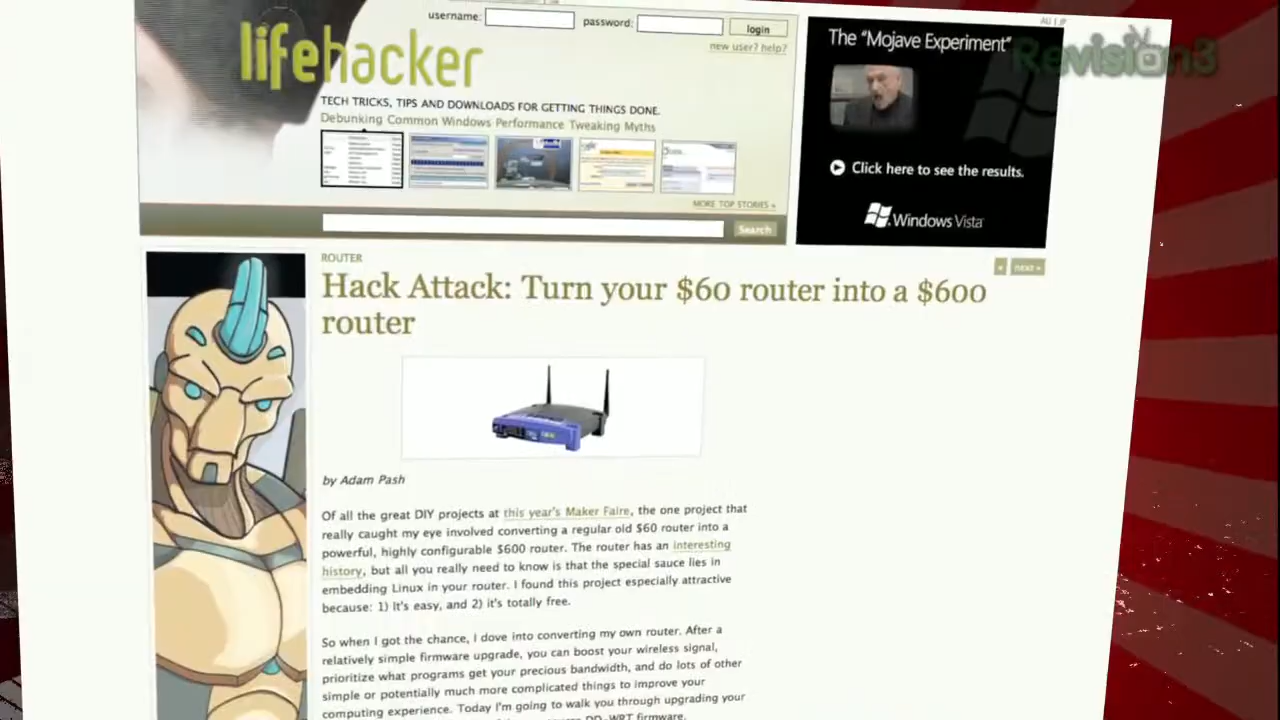 username: password: login
new user? help?
lifehacker
TECH TRICKS, TIPS AND DOWNLOADS FOR GETTING THINGS DONE.
Debunking Common Windows Performance Tweaking Myths
MORE TOP STORIES »
Search
AU | JP
The "Mojave Experiment"
Click here to see the results.
Windows Vista
Revision3
ROUTER
« next »
Hack Attack: Turn your $60 router into a $600
router
by Adam Pash
Of all the great DIY projects at this year's Maker Faire, the one project that
really caught my eye involved converting a regular old $60 router into a
powerful, highly configurable $600 router. The router has an interesting
history, but all you really need to know is that the special sauce lies in
embedding Linux in your router. I found this project especially attractive
because: 1) It's easy, and 2) it's totally free.
So when I got the chance, I dove into converting my own router. After a
relatively simple firmware upgrade, you can boost your wireless signal,
prioritize what programs get your precious bandwidth, and do lots of other
simple or potentially much more complicated things to improve your
computing experience. Today I'm going to walk you through upgrading your
DD-WRT firmware.